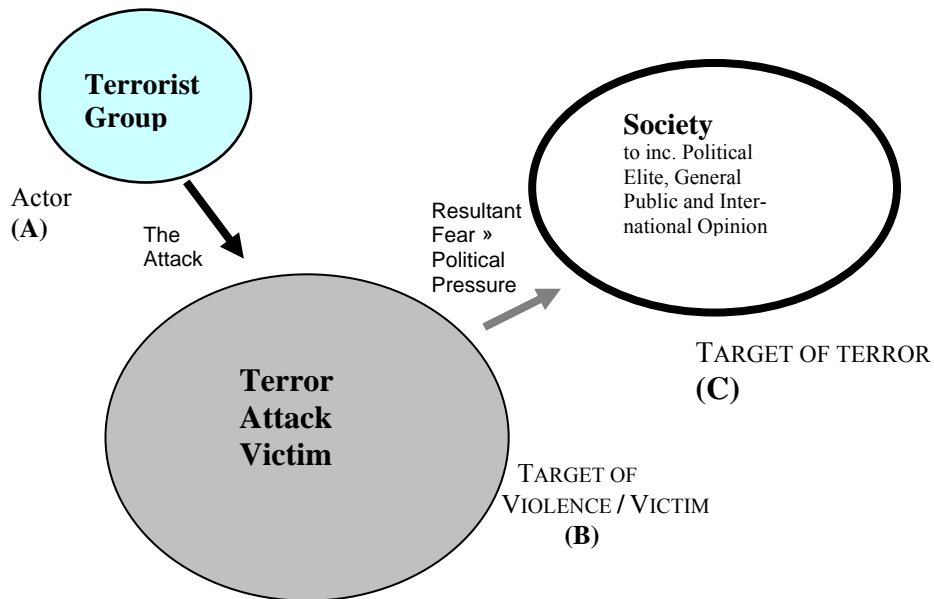 Terrorist
Group
Actor
(A)
The
Attack
Terror
Attack
Victim
TARGET OF
VIOLENCE / VICTIM
(B)
Resultant
Fear »
Political
Pressure
Society
to inc. Political
Elite, General
Public and Inter-
national Opinion
TARGET OF TERROR
(C)